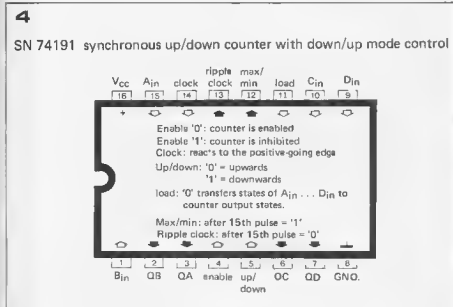 4
SN 74191 synchronous up/down counter with down/up mode control
ripple max/
Vcc Ain clock clock min load Cin Din
16 15 14 13 12 11 10 9
+
Enable '0': counter is enabled
Enable '1': counter is inhibited
Clock: reacts to the positive-going edge
Up/down: '0' = upwards
'1' = downwards
load: '0' transfers states of Ain ... Din to
counter output states.
Max/min: after 15th pulse = '1'
Ripple clock: after 15th pulse = '0'
1 2 3 4 5 6 7 8
Bin QB QA enable up/ QC QD GND.
down